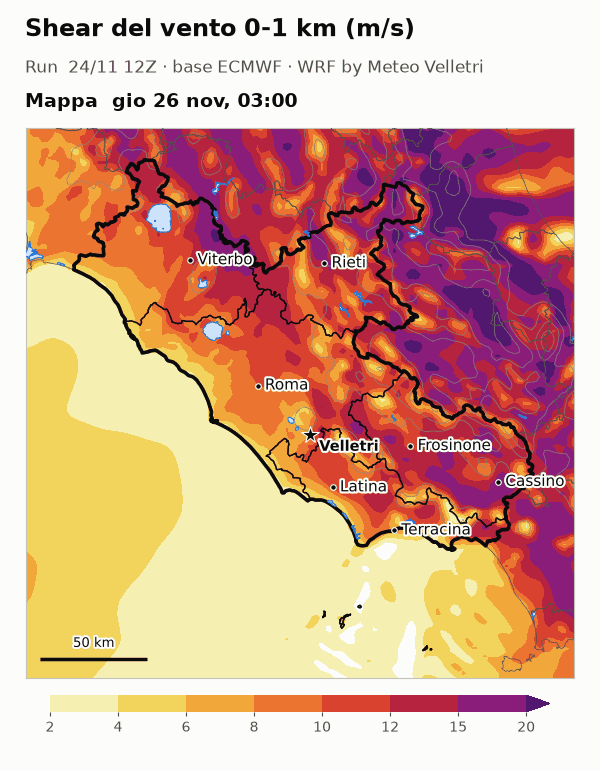 Shear del vento 0-1 km (m/s)
Run  24/11 12Z · base ECMWF · WRF by Meteo Velletri
Mappa  gio 26 nov, 03:00
Viterbo
Rieti
Roma
Velletri
Frosinone
Latina
Cassino
Terracina
50 km
2 4 6 8 10 12 15 20